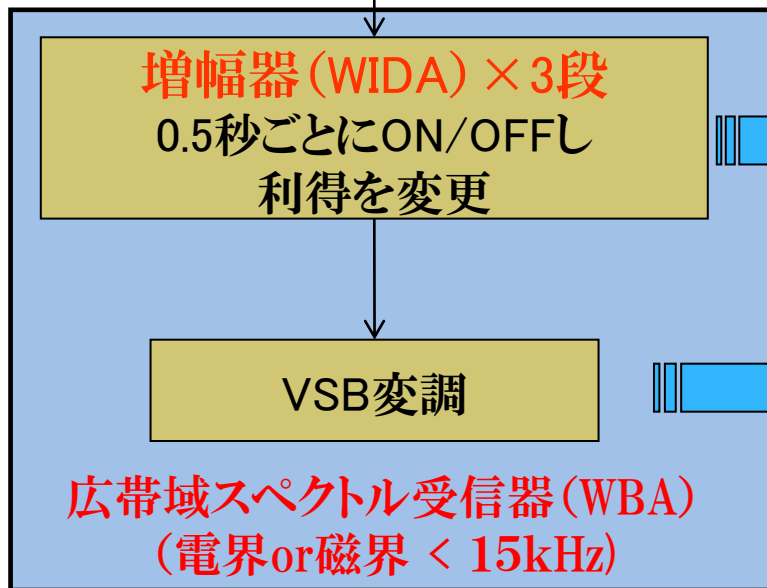 増幅器(WIDA)×3段
0.5秒ごとにON/OFFし
利得を変更
VSB変調
広帯域スペクトル受信器(WBA)
(電界or磁界 < 15kHz)